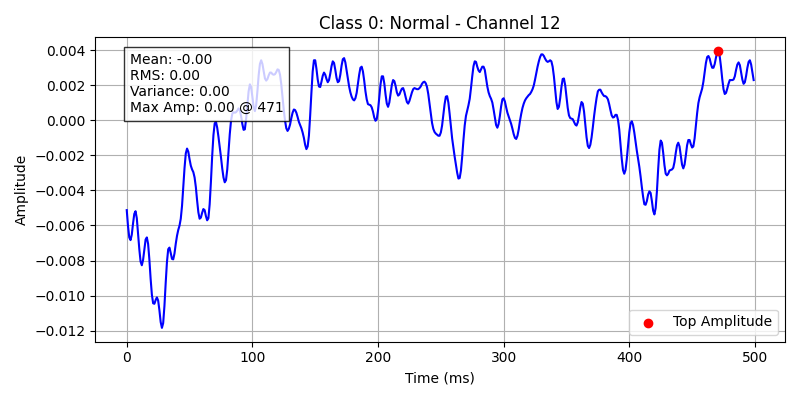 Class 0: Normal - Channel 12
Mean: -0.00
RMS: 0.00
Variance: 0.00
Max Amp: 0.00 @ 471
0.004
0.002
0.000
−0.002
−0.004
−0.006
−0.008
−0.010
−0.012
Amplitude
Top Amplitude
0 100 200 300 400 500
Time (ms)